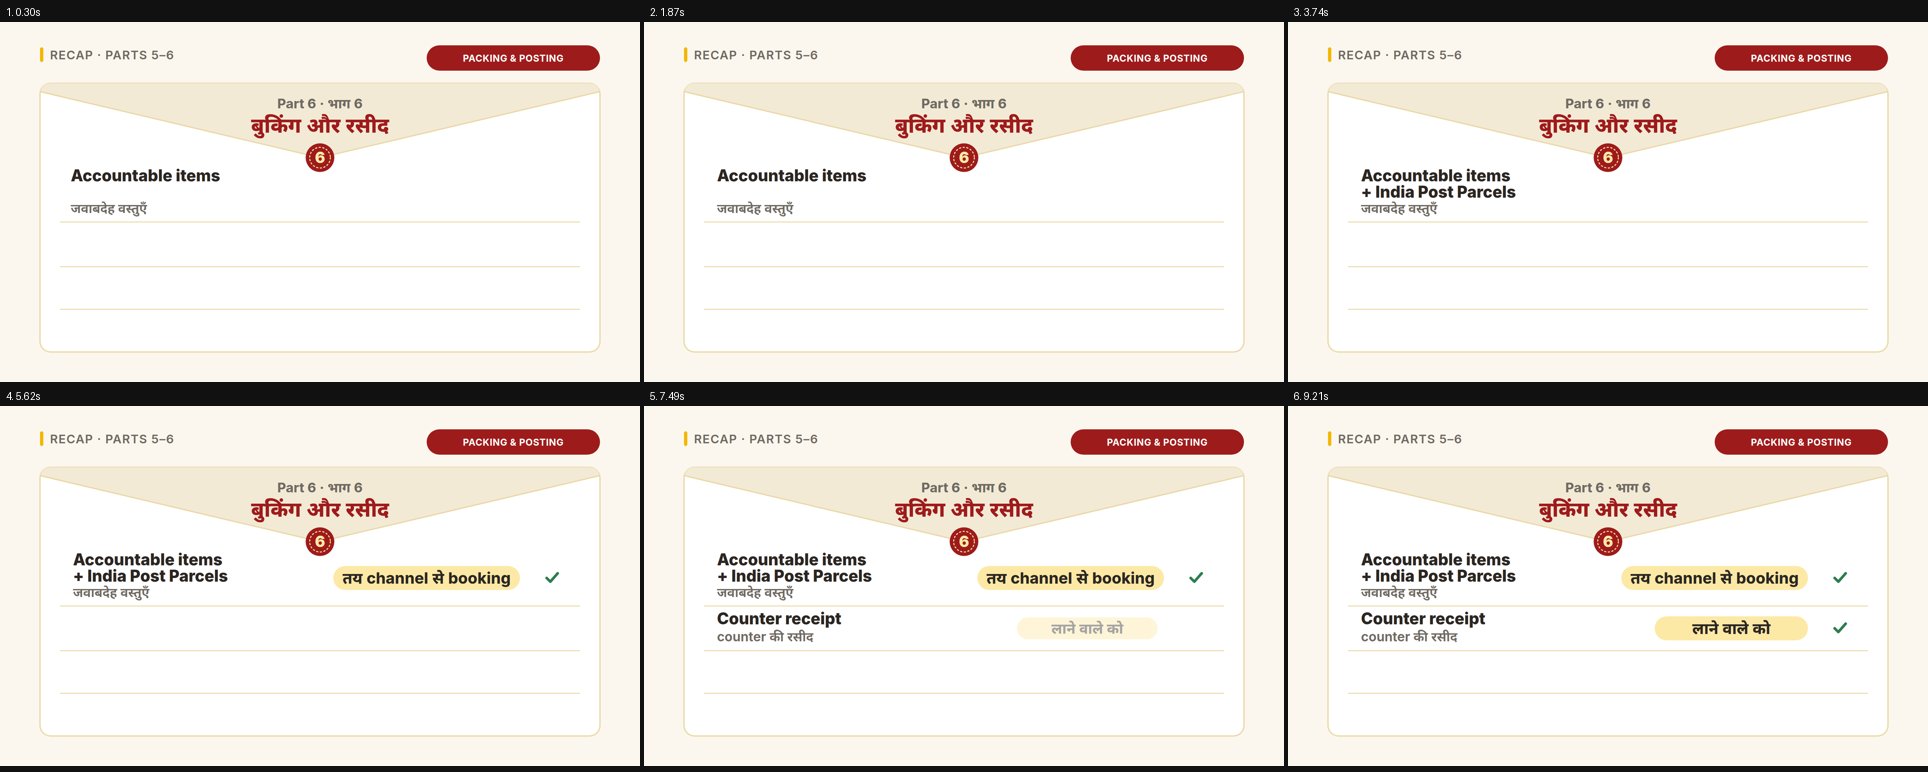 1. 0.30s
RECAP · PARTS 5–6
PACKING & POSTING
Part 6 · भाग 6
बुकिंग और रसीद
6
Accountable items
जवाबदेह वस्तुएँ
2. 1.87s
RECAP · PARTS 5–6
PACKING & POSTING
Part 6 · भाग 6
बुकिंग और रसीद
6
Accountable items
जवाबदेह वस्तुएँ
3. 3.74s
RECAP · PARTS 5–6
PACKING & POSTING
Part 6 · भाग 6
बुकिंग और रसीद
6
Accountable items
+ India Post Parcels
जवाबदेह वस्तुएँ
4. 5.62s
RECAP · PARTS 5–6
PACKING & POSTING
Part 6 · भाग 6
बुकिंग और रसीद
6
Accountable items
+ India Post Parcels
जवाबदेह वस्तुएँ
तय channel से booking
5. 7.49s
RECAP · PARTS 5–6
PACKING & POSTING
Part 6 · भाग 6
बुकिंग और रसीद
6
Accountable items
+ India Post Parcels
जवाबदेह वस्तुएँ
तय channel से booking
Counter receipt
counter की रसीद
लाने वाले को
6. 9.21s
RECAP · PARTS 5–6
PACKING & POSTING
Part 6 · भाग 6
बुकिंग और रसीद
6
Accountable items
+ India Post Parcels
जवाबदेह वस्तुएँ
तय channel से booking
Counter receipt
counter की रसीद
लाने वाले को